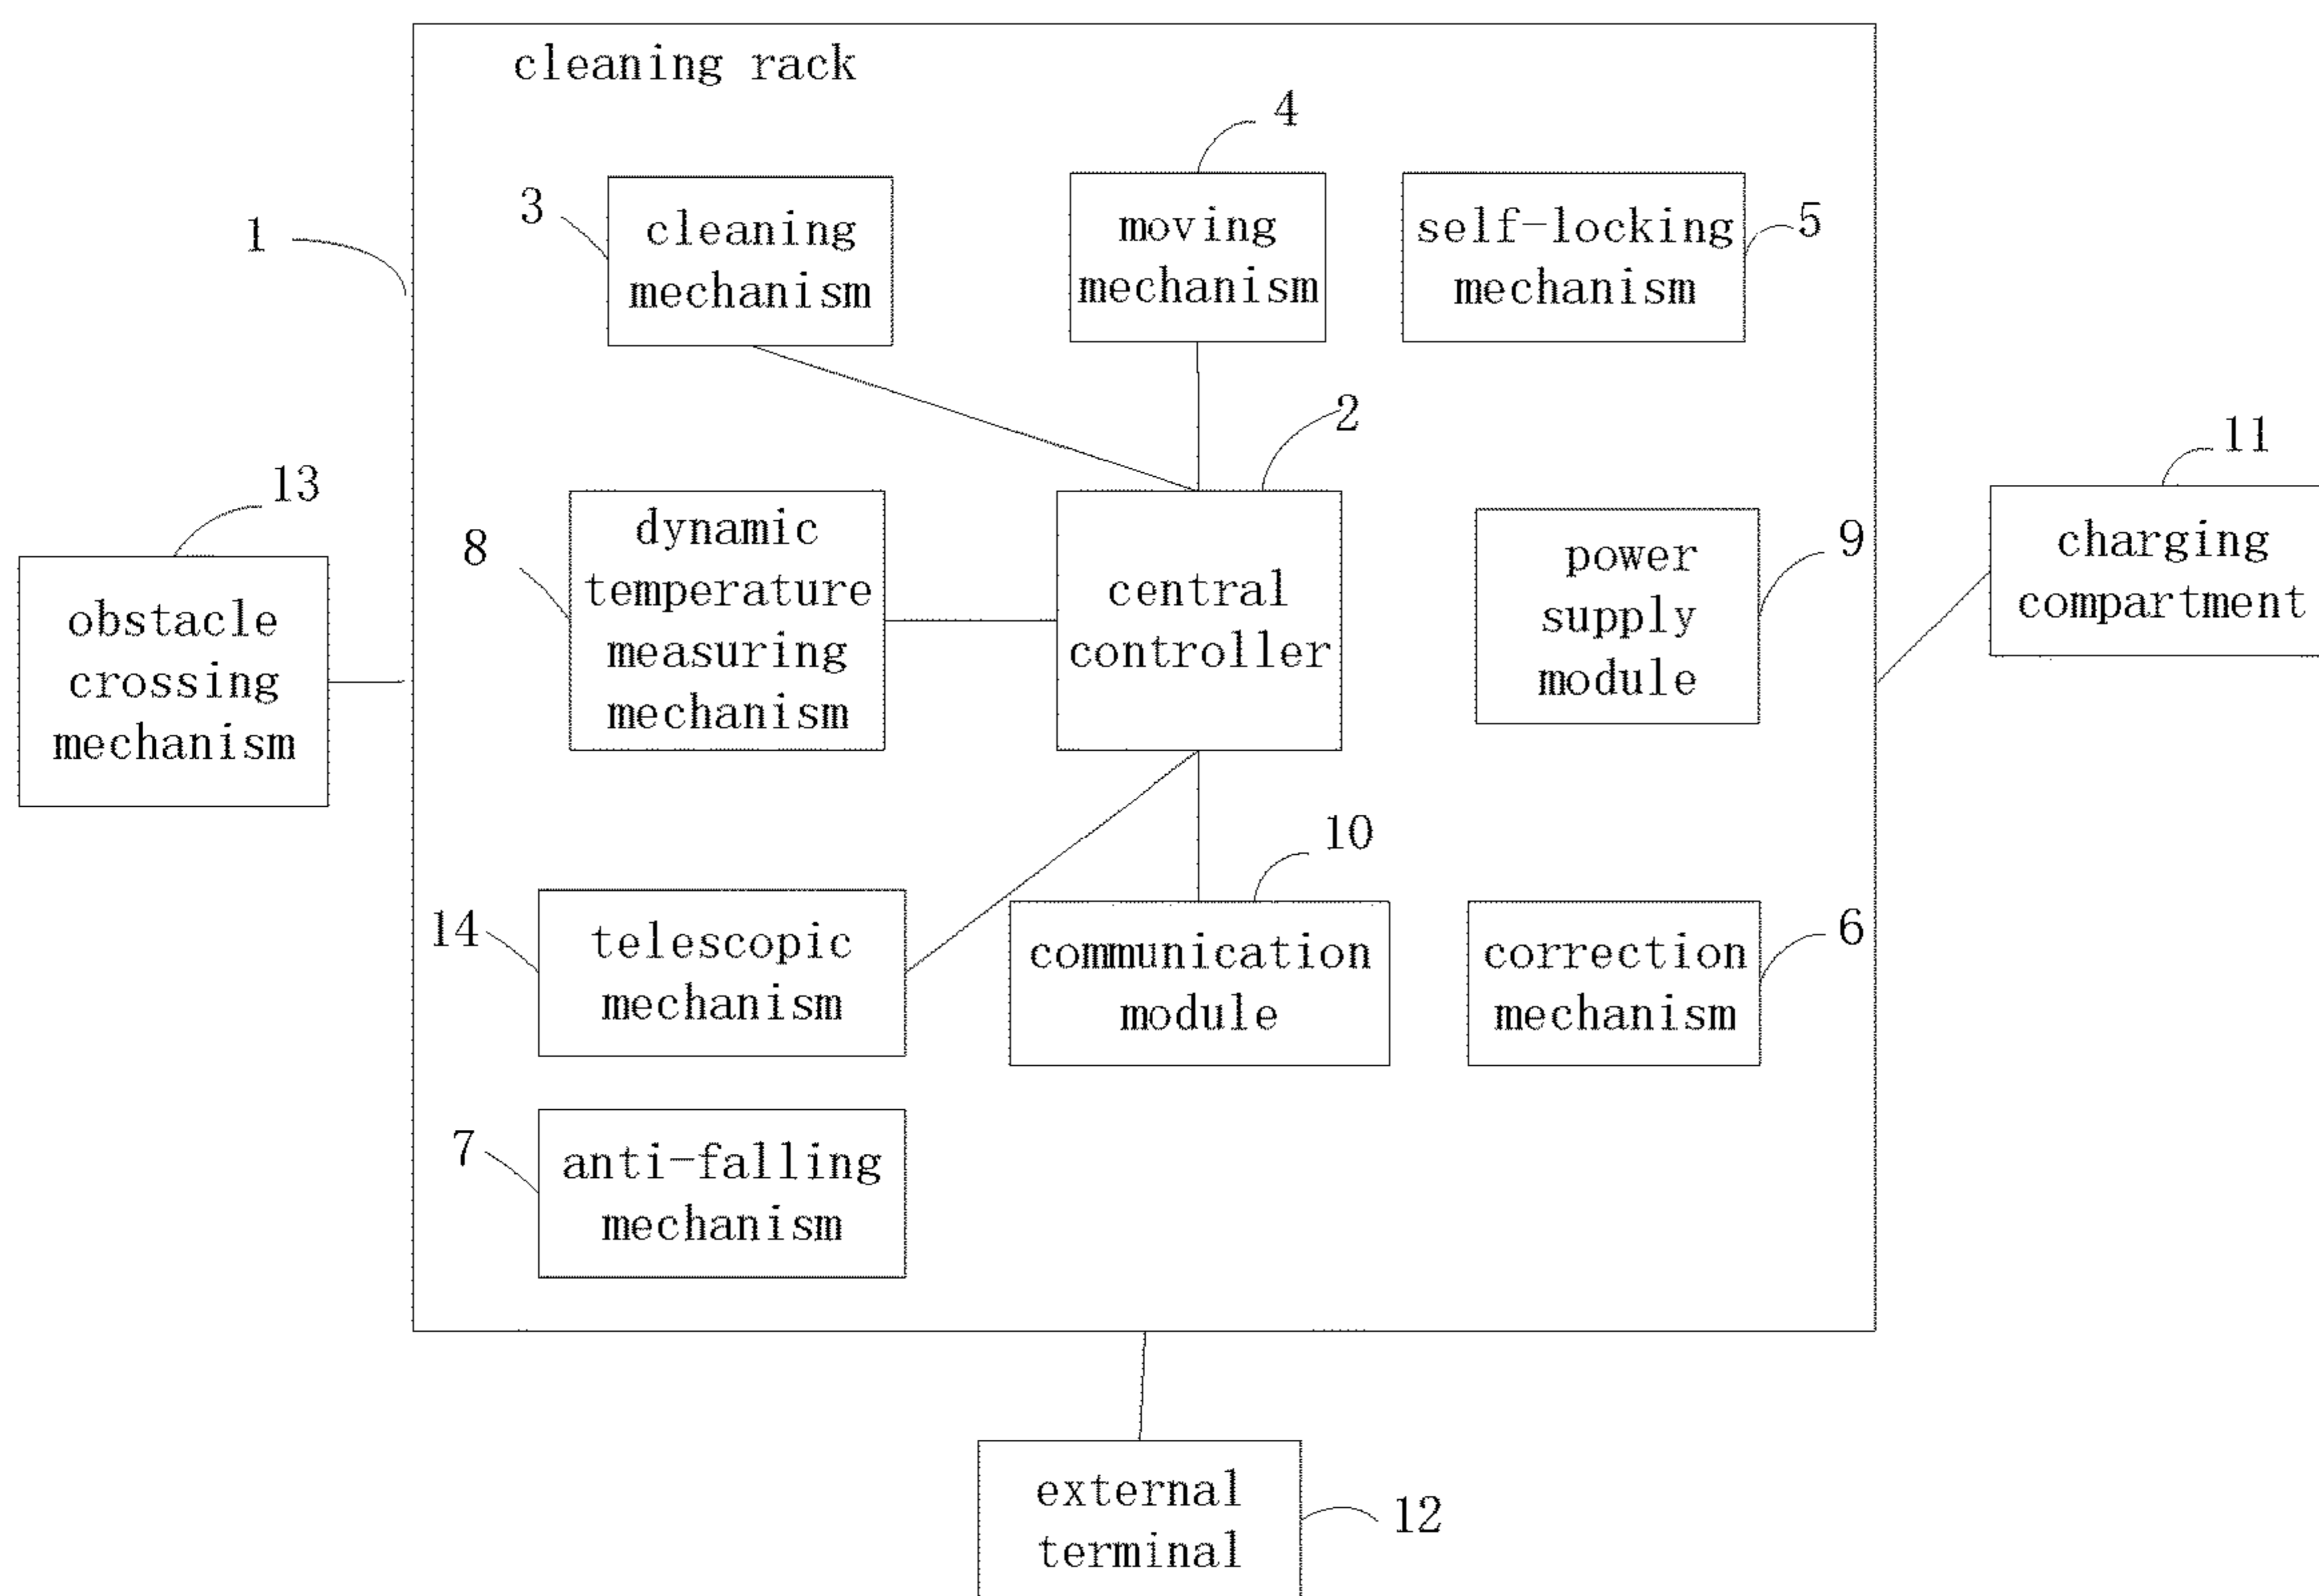 cleaning rack
4
3
cleaning
mechanism
moving
mechanism
self-locking
mechanism
5
1
2
11
13
8
dynamic
temperature
measuring
mechanism
central
controller
power
supply
module
9
charging
compartment
obstacle
crossing
mechanism
10
14
telescopic
mechanism
communication
module
correction
mechanism
6
7
anti-falling
mechanism
external
terminal
12